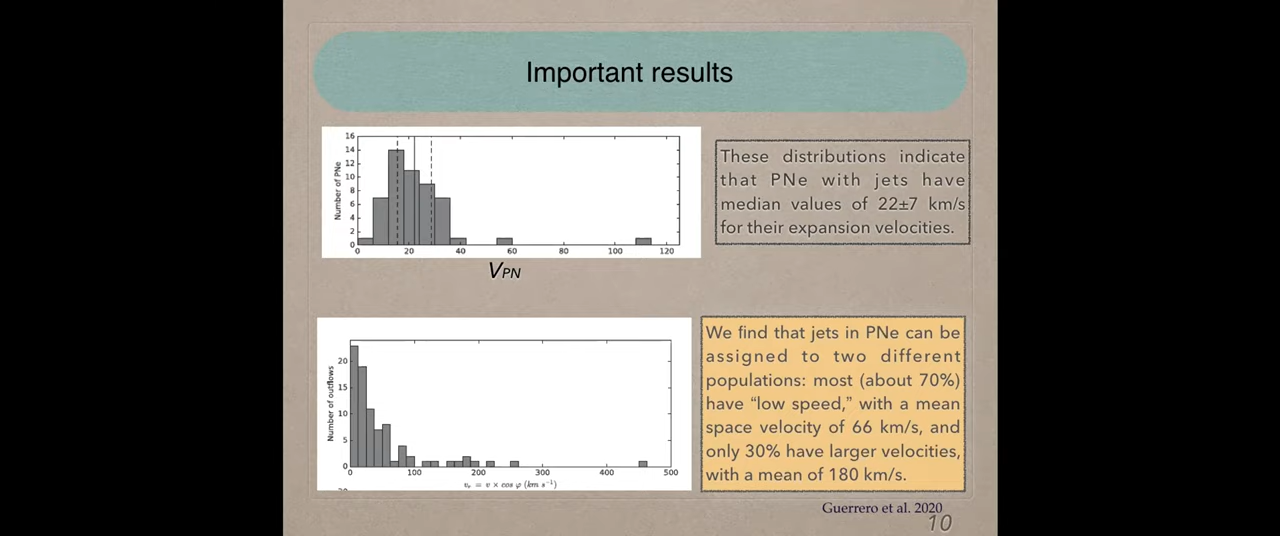 Important results
16
14
12
10
8
6
4
2
0
Number of PNe
0 20 40 60 80 100 120
VPN
These distributions indicate
that PNe with jets have
median values of 22±7 km/s
for their expansion velocities.
20
15
10
5
0
Number of outflows
0 100 200 300 400 500
vr = v × cos φ (km s⁻¹)
We find that jets in PNe can be
assigned to two different
populations: most (about 70%)
have “low speed,” with a mean
space velocity of 66 km/s, and
only 30% have larger velocities,
with a mean of 180 km/s.
Guerrero et al. 2020
10